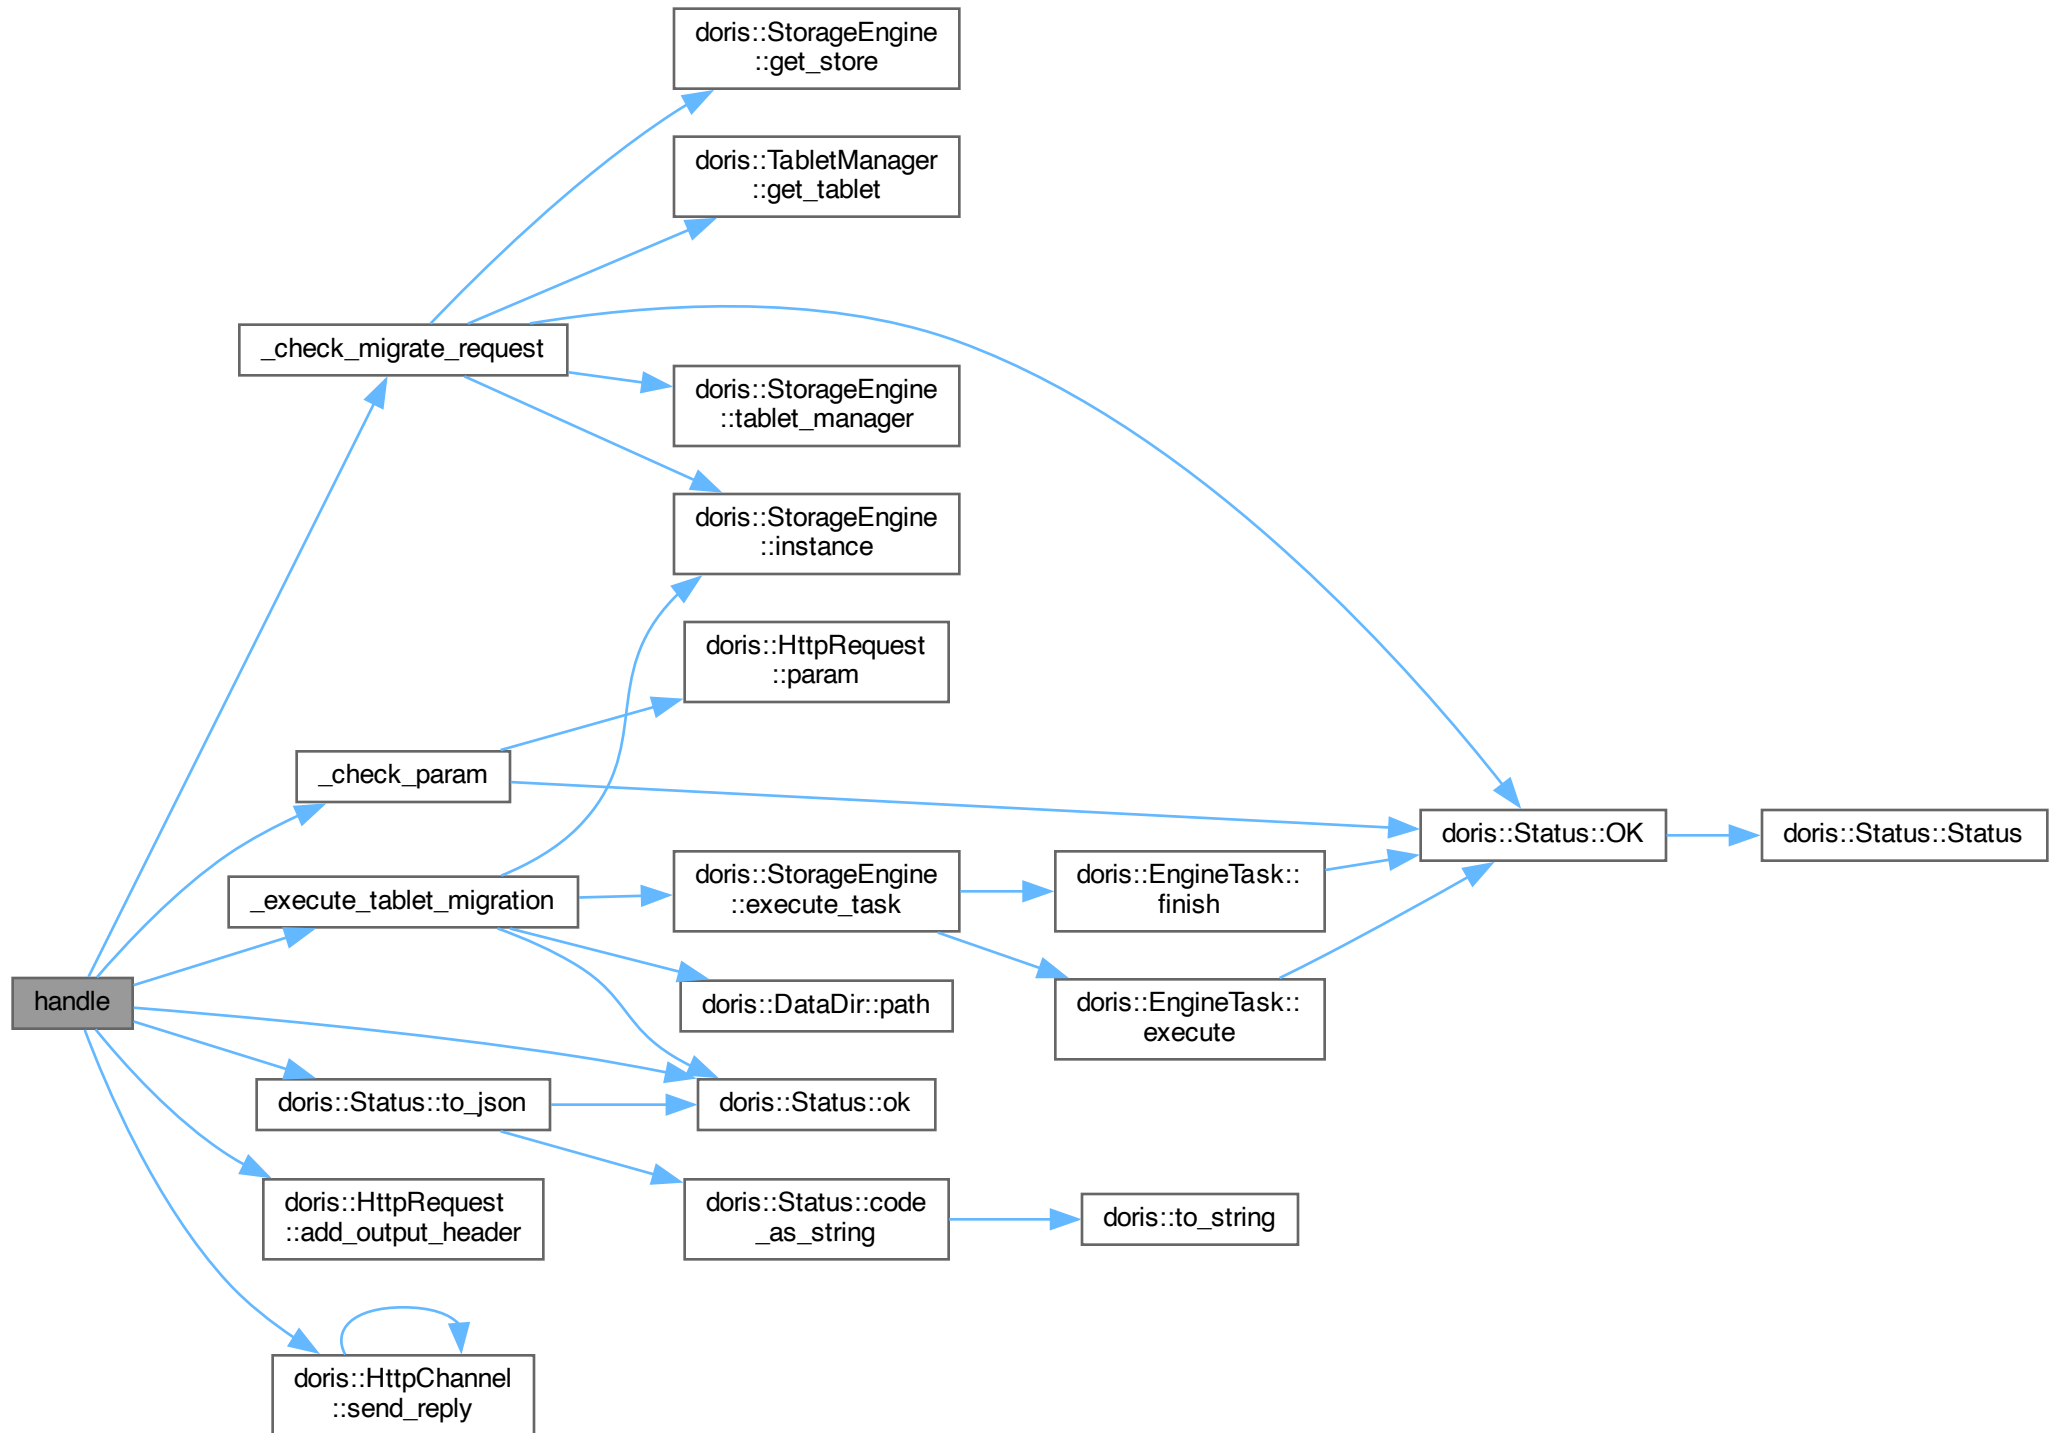 doris::StorageEngine
::get_store
doris::TabletManager
::get_tablet
_check_migrate_request
doris::StorageEngine
::tablet_manager
doris::StorageEngine
::instance
doris::HttpRequest
::param
_check_param
doris::Status::OK
doris::Status::Status
_execute_tablet_migration
doris::StorageEngine
::execute_task
doris::EngineTask::
finish
handle
doris::DataDir::path
doris::EngineTask::
execute
doris::Status::to_json
doris::Status::ok
doris::HttpRequest
::add_output_header
doris::Status::code
_as_string
doris::to_string
doris::HttpChannel
::send_reply